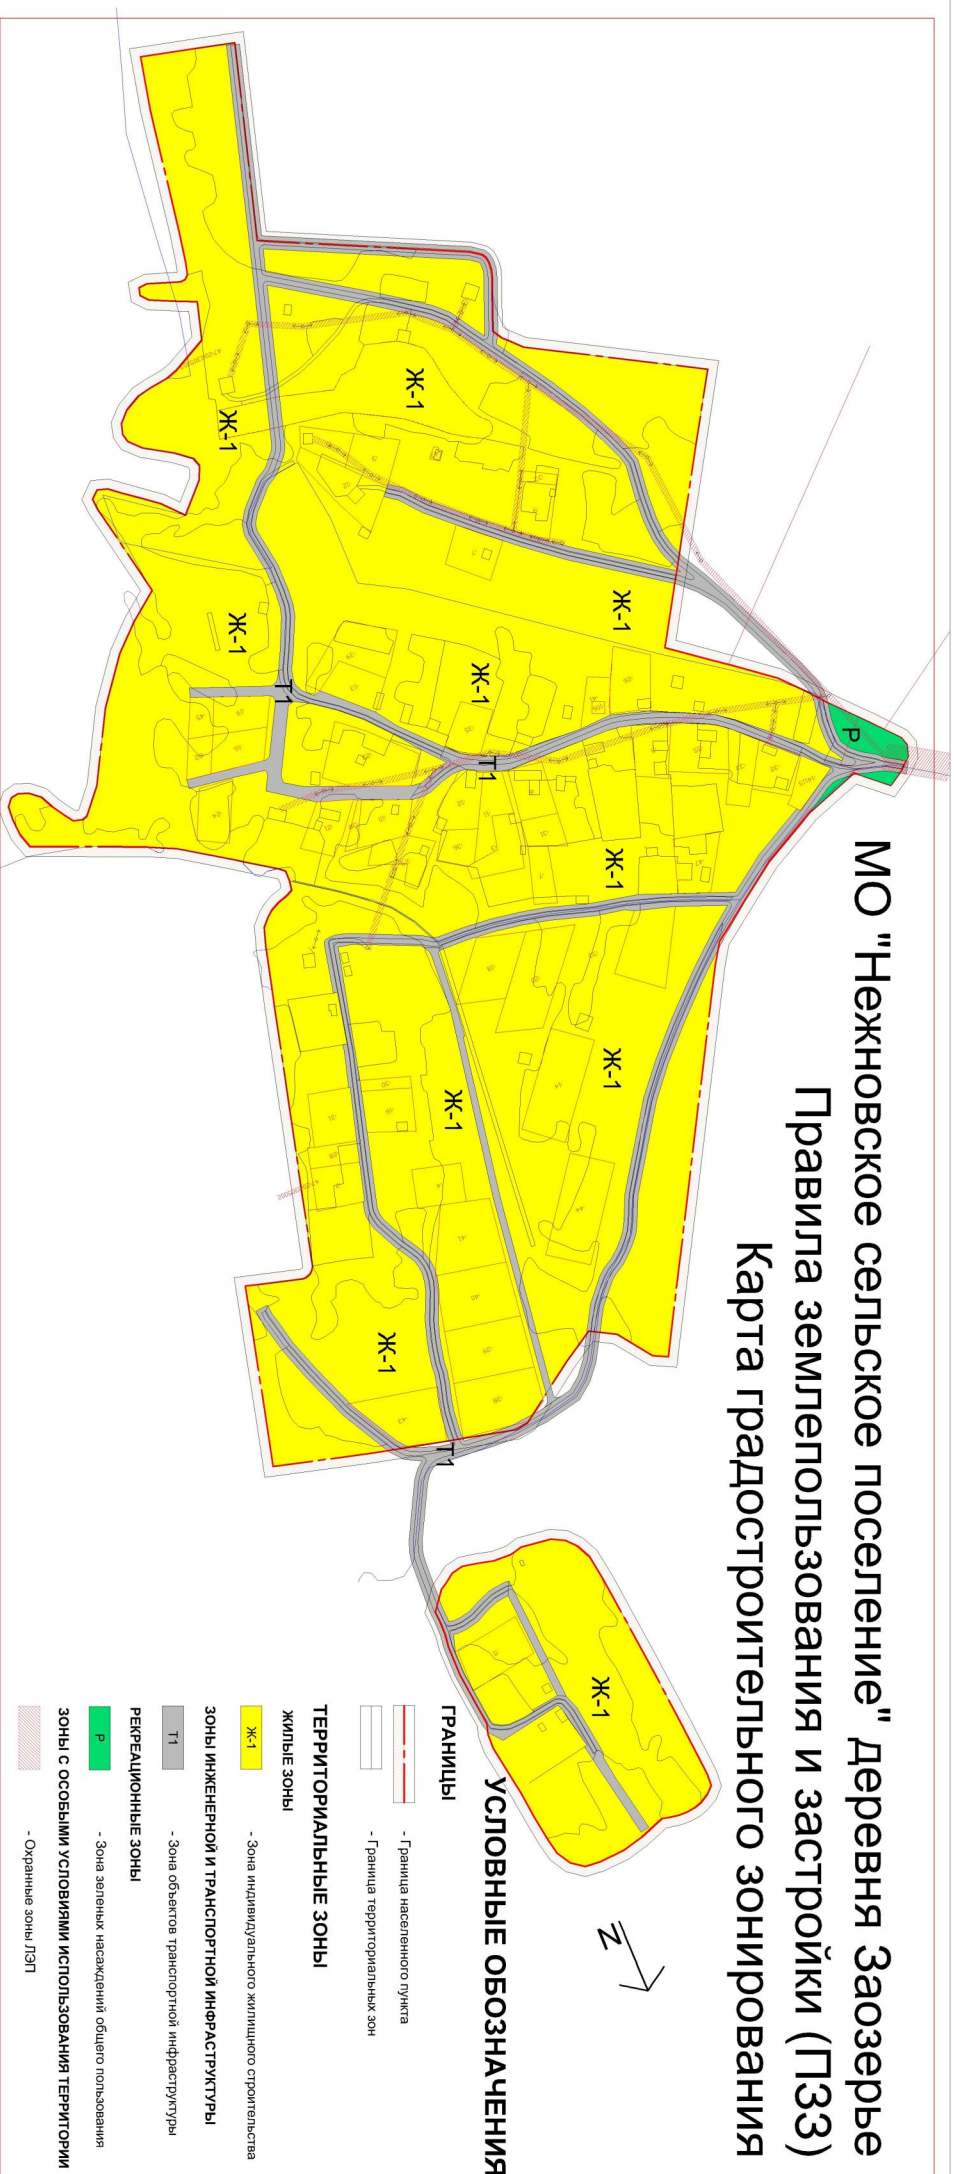 МО "Нежновское сельское поселение" деревня Заозерье
Правила землепользования и застройки (ПЗЗ)
Карта градостроительного зонирования
Р
Ж-1
Ж-1
Ж-1
Ж-1
Ж-1
Ж-1
Ж-1
Ж-1
Ж-1
Ж-1
Ж-1
Т1
Т1
Т1
N
УСЛОВНЫЕ ОБОЗНАЧЕНИЯ
ГРАНИЦЫ
- Граница населенного пункта
- Граница территориальных зон
ТЕРРИТОРИАЛЬНЫЕ ЗОНЫ
ЖИЛЫЕ ЗОНЫ
Ж-1 - Зона индивидуального жилищного строительства
ЗОНЫ ИНЖЕНЕРНОЙ И ТРАНСПОРТНОЙ ИНФРАСТРУКТУРЫ
Т1 - Зона объектов транспортной инфраструктуры
РЕКРЕАЦИОННЫЕ ЗОНЫ
Р - Зона зеленых насаждений общего пользования
ЗОНЫ С ОСОБЫМИ УСЛОВИЯМИ ИСПОЛЬЗОВАНИЯ ТЕРРИТОРИИ
- Охранные зоны ЛЭП